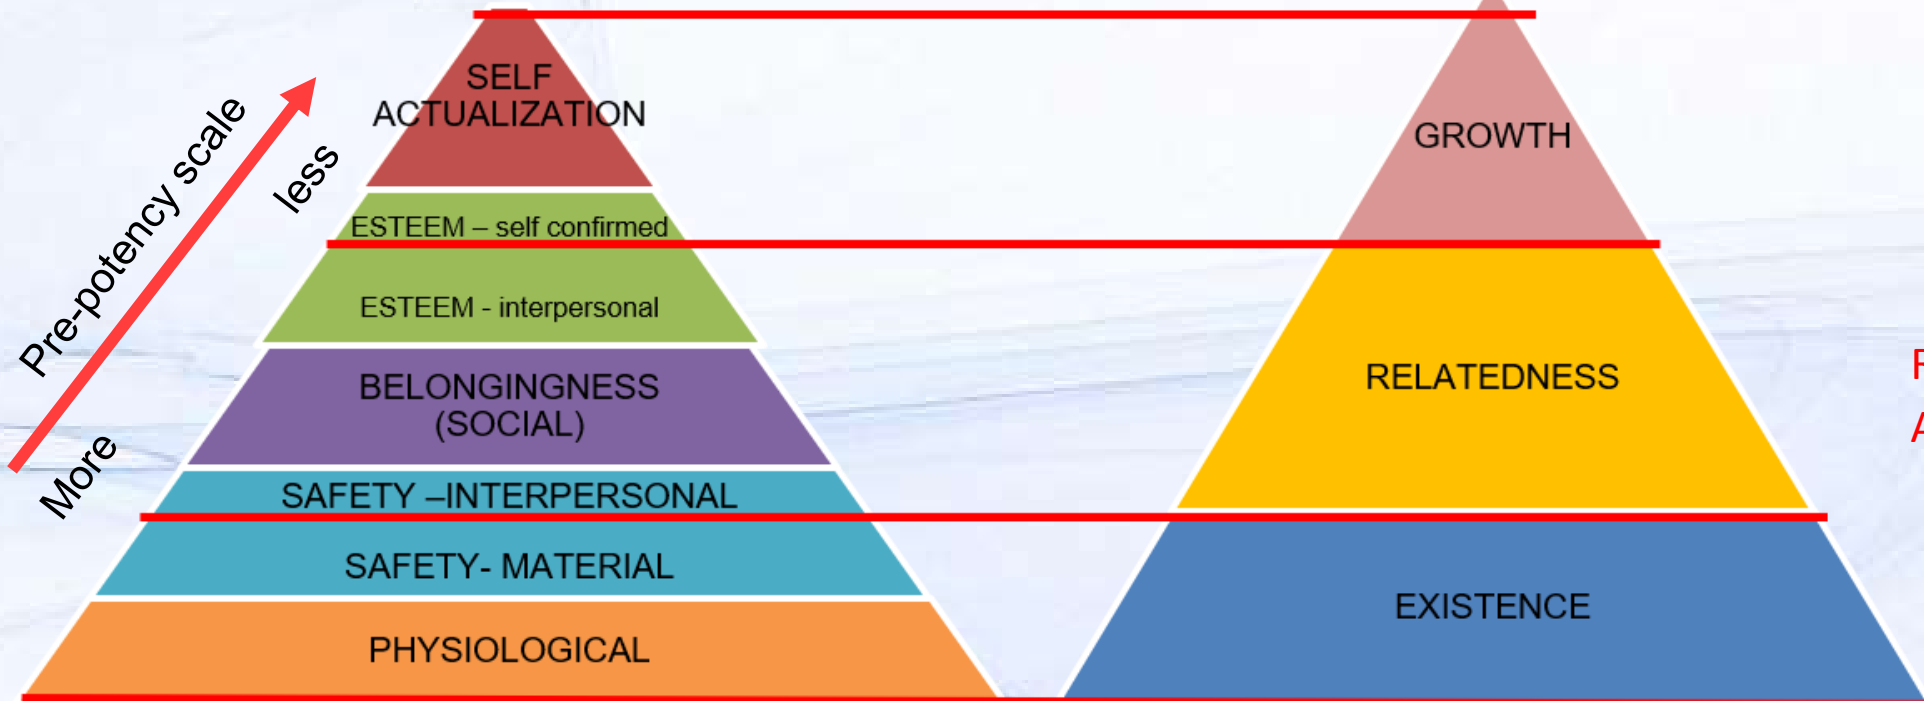 SELF
ACTUALIZATION
ESTEEM – self confirmed
ESTEEM - interpersonal
BELONGINGNESS
(SOCIAL)
SAFETY –INTERPERSONAL
SAFETY- MATERIAL
PHYSIOLOGICAL
Pre-potency scale
less
More
GROWTH
RELATEDNESS
EXISTENCE